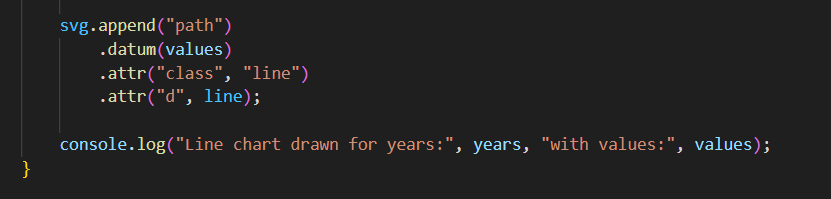 svg.append("path")
.datum(values)
.attr("class", "line")
.attr("d", line);
console.log("Line chart drawn for years:", years, "with values:", values);
}